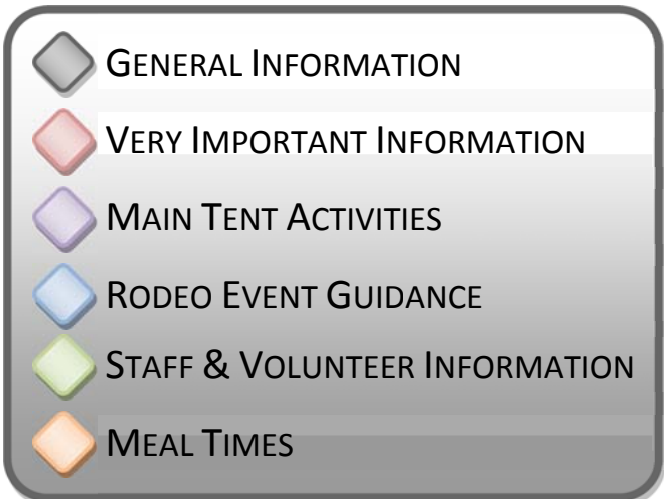 GENERAL INFORMATION
VERY IMPORTANT INFORMATION
MAIN TENT ACTIVITIES
RODEO EVENT GUIDANCE
STAFF & VOLUNTEER INFORMATION
MEAL TIMES